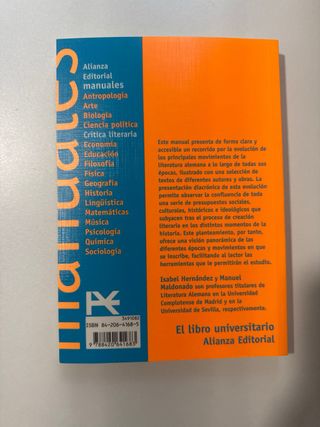 manuales
Alianza
Editorial
manuales
Antropología
Arte
Biología
Ciencia política
Crítica literaria
Economía
Educación
Filosofía
Física
Geografía
Historia
Lingüística
Matemáticas
Música
Psicología
Química
Sociología
Este manual presenta de forma clara y
accesible un recorrido por la evolución de
los principales movimientos de la
literatura alemana a lo largo de todas sus
épocas, ilustrado con una selección de
textos de diferentes autores y obras. La
presentación diacrónica de esta evolución
permite observar la confluencia de toda
una serie de presupuestos sociales,
culturales, históricos e ideológicos que
subyacen tras el proceso de creación
literario en los distintos momentos de la
historia. Este planteamiento, por tanto,
ofrece una visión panorámica de las
diferentes épocas y movimientos en que
se inscribe, facilitando al lector las
herramientas que le permitirán el estudio.
Isabel Hernández y Manuel
Maldonado son profesores titulares de
Literatura Alemana en la Universidad
Complutense de Madrid y en la
Universidad de Sevilla, respectivamente.
El libro universitario
Alianza Editorial
3491082
ISBN 84-206-4168-5
9 788420 641683